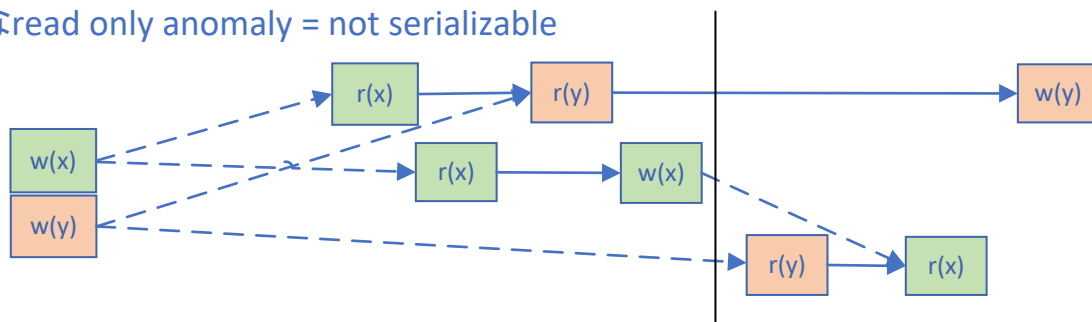 read only anomaly = not serializable
r(x) r(y) w(y)
w(x) r(x) w(x)
w(y) r(y) r(x)